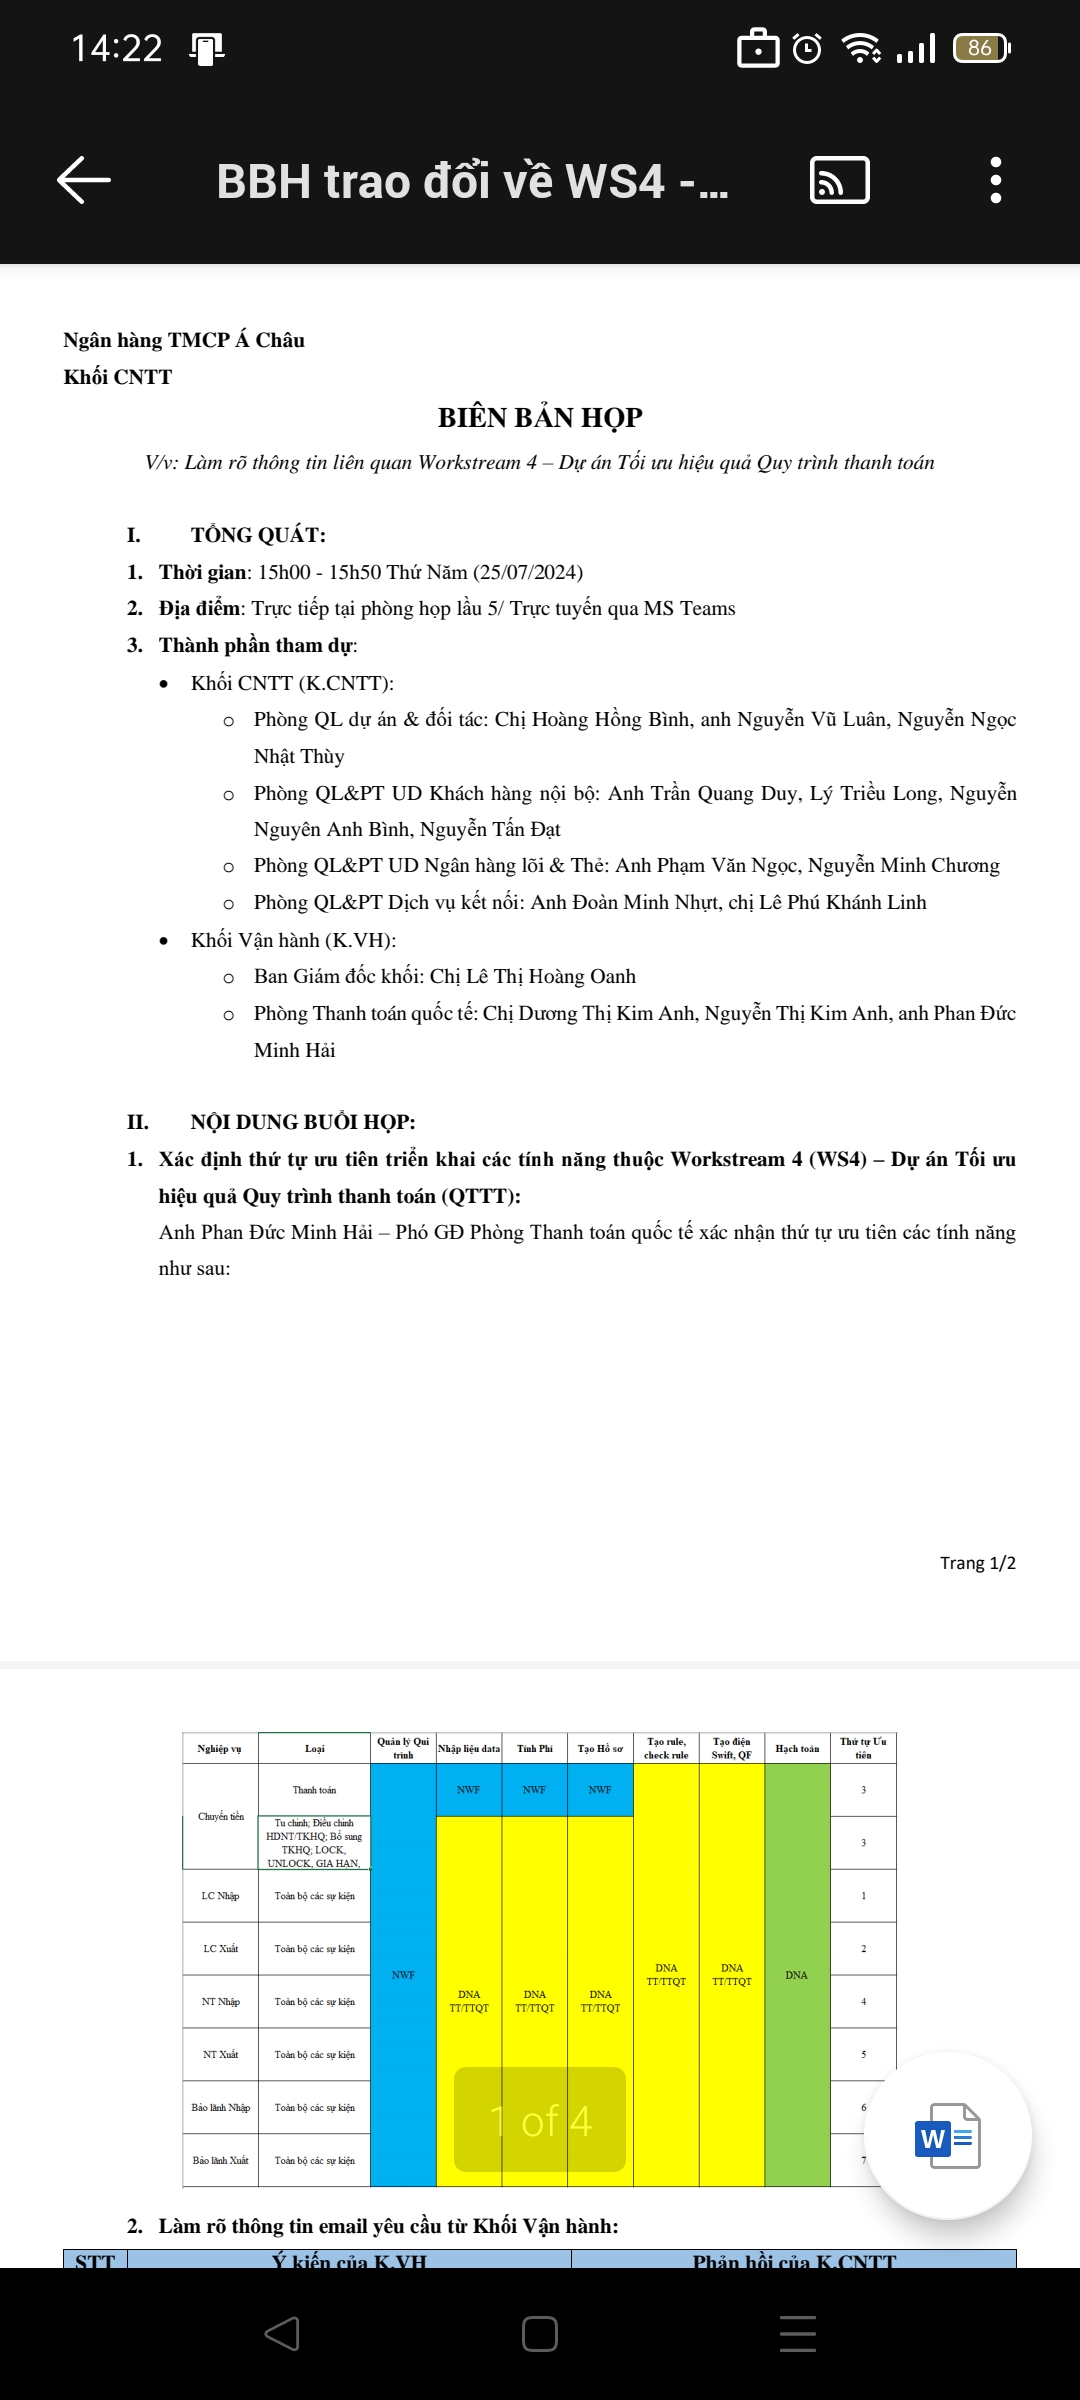 14:22
86
BBH trao đổi về WS4 -...
Ngân hàng TMCP Á Châu
Khối CNTT
BIÊN BẢN HỌP
V/v: Làm rõ thông tin liên quan Workstream 4 – Dự án Tối ưu hiệu quả Quy trình thanh toán
I. TỔNG QUÁT:
1. Thời gian: 15h00 - 15h50 Thứ Năm (25/07/2024)
2. Địa điểm: Trực tiếp tại phòng họp lầu 5/ Trực tuyến qua MS Teams
3. Thành phần tham dự:
• Khối CNTT (K.CNTT):
o Phòng QL dự án & đối tác: Chị Hoàng Hồng Bình, anh Nguyễn Vũ Luân, Nguyễn Ngọc
Nhật Thùy
o Phòng QL&PT UD Khách hàng nội bộ: Anh Trần Quang Duy, Lý Triều Long, Nguyễn
Nguyên Anh Bình, Nguyễn Tấn Đạt
o Phòng QL&PT UD Ngân hàng lõi & Thẻ: Anh Phạm Văn Ngọc, Nguyễn Minh Chương
o Phòng QL&PT Dịch vụ kết nối: Anh Đoàn Minh Nhựt, chị Lê Phú Khánh Linh
• Khối Vận hành (K.VH):
o Ban Giám đốc khối: Chị Lê Thị Hoàng Oanh
o Phòng Thanh toán quốc tế: Chị Dương Thị Kim Anh, Nguyễn Thị Kim Anh, anh Phan Đức
Minh Hải
II. NỘI DUNG BUỔI HỌP:
1. Xác định thứ tự ưu tiên triển khai các tính năng thuộc Workstream 4 (WS4) – Dự án Tối ưu
hiệu quả Quy trình thanh toán (QTTT):
Anh Phan Đức Minh Hải – Phó GĐ Phòng Thanh toán quốc tế xác nhận thứ tự ưu tiên các tính năng
như sau:
Trang 1/2
Nghiệp vụ Loại Quản lý Qui trình Nhập liệu data Tính Phí Tạo Hồ sơ Tạo rule, check rule Tạo điện Swift, QF Hạch toán Thứ tự Ưu tiên
Chuyển tiền Thanh toán NWF NWF NWF 3
Tu chỉnh; Điều chỉnh
HDNT/TKHQ; Bổ sung
TKHQ; LOCK,
UNLOCK, GIA HẠN, 3
LC Nhập Toàn bộ các sự kiện 1
LC Xuất Toàn bộ các sự kiện 2
NWF DNA TT/TTQT DNA TT/TTQT DNA TT/TTQT DNA TT/TTQT DNA TT/TTQT DNA
NT Nhập Toàn bộ các sự kiện 4
NT Xuất Toàn bộ các sự kiện 5
Bảo lãnh Nhập Toàn bộ các sự kiện 6
Bảo lãnh Xuất Toàn bộ các sự kiện 7
1 of 4
W
2. Làm rõ thông tin email yêu cầu từ Khối Vận hành:
STT Ý kiến của K.VH Phản hồi của K.CNTT